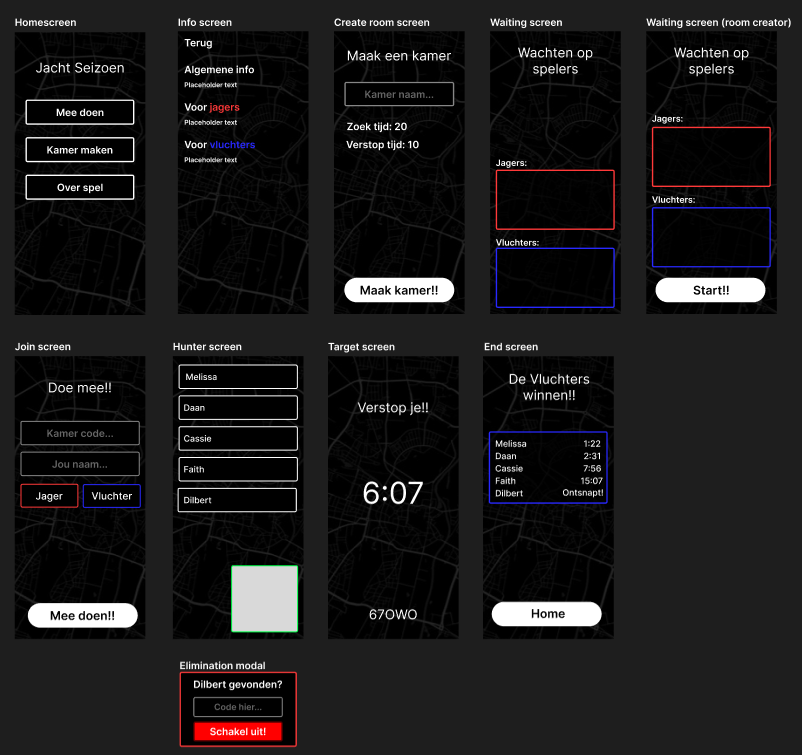 Homescreen
Jacht Seizoen
Mee doen
Kamer maken
Over spel
Info screen
Terug
Algemene info
Placeholder text
Voor jagers
Placeholder text
Voor vluchters
Placeholder text
Create room screen
Maak een kamer
Kamer naam...
Zoek tijd: 20
Verstop tijd: 10
Maak kamer!!
Waiting screen
Wachten op
spelers
Jagers:
Vluchters:
Waiting screen (room creator)
Wachten op
spelers
Jagers:
Vluchters:
Start!!
Join screen
Doe mee!!
Kamer code...
Jou naam...
Jager
Vluchter
Mee doen!!
Hunter screen
Melissa
Daan
Cassie
Faith
Dilbert
Target screen
Verstop je!!
6:07
67OWO
End screen
De Vluchters
winnen!!
Melissa 1:22
Daan 2:31
Cassie 7:56
Faith 15:07
Dilbert Ontsnapt!
Home
Elimination modal
Dilbert gevonden?
Code hier...
Schakel uit!